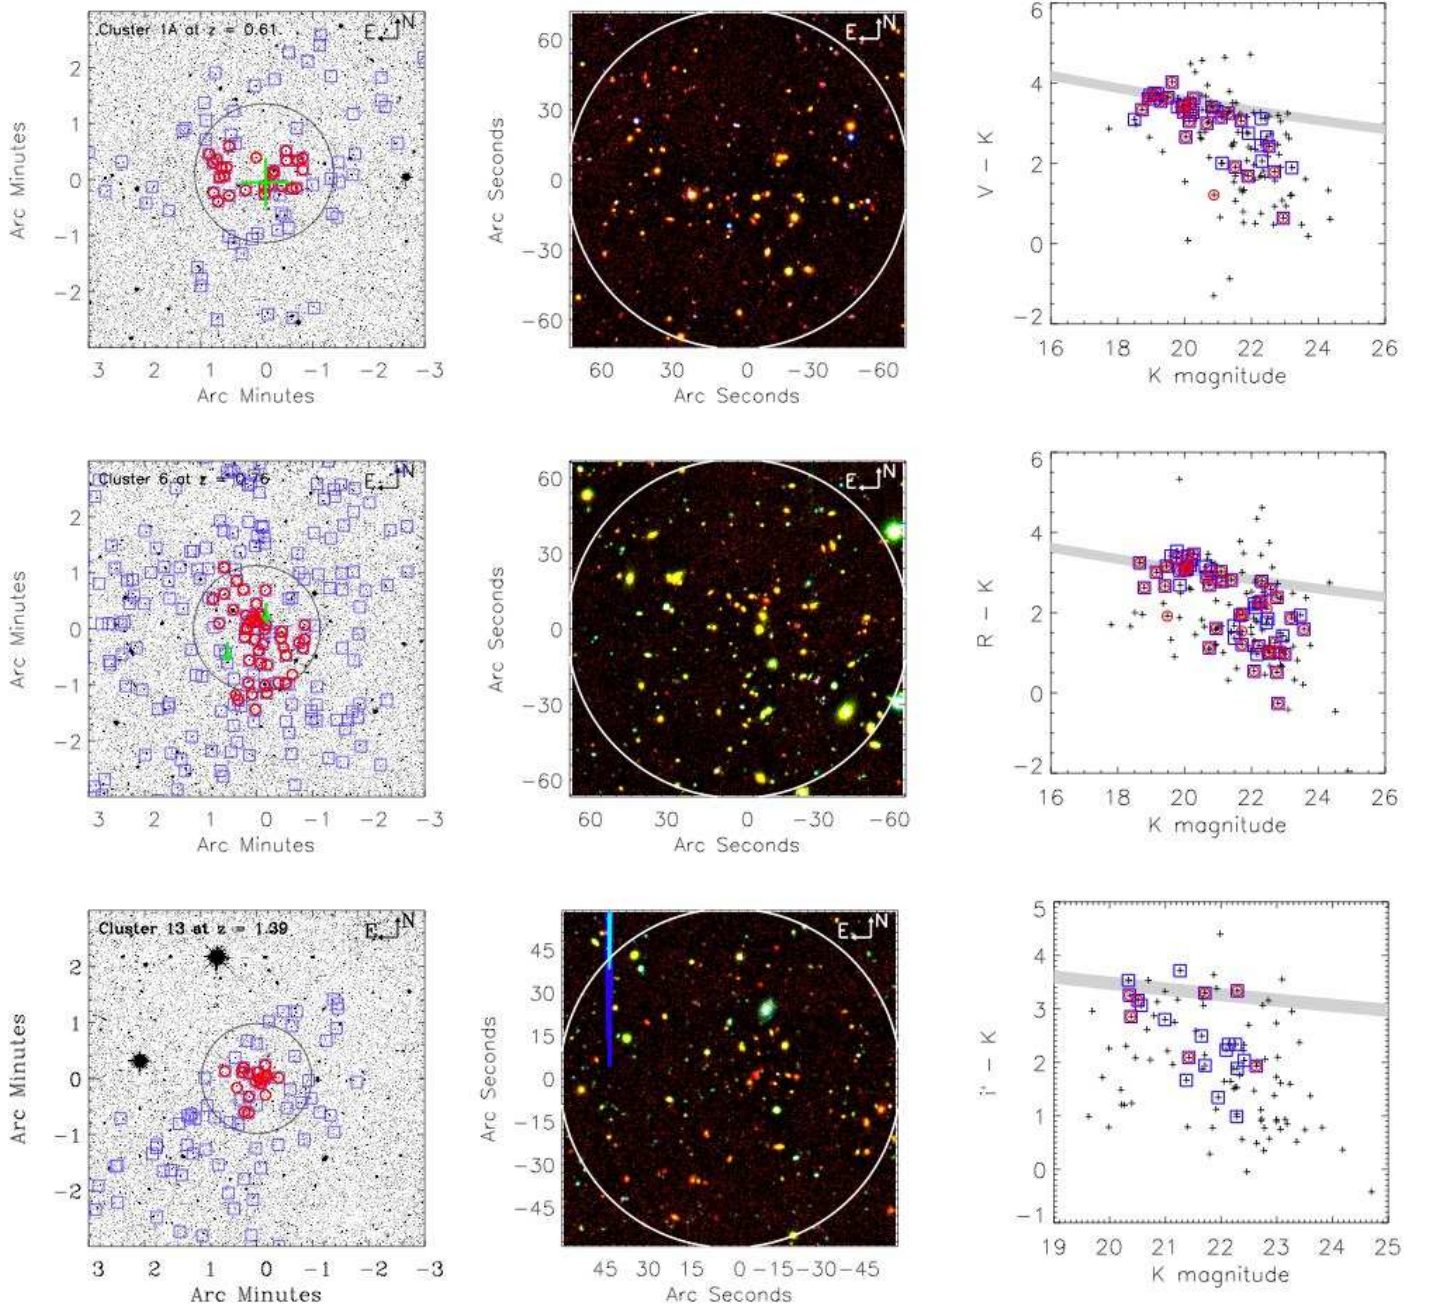 Cluster 1A at z = 0.61
E N
2
1
0
−1
−2
Arc Minutes
3 2 1 0 −1 −2 −3
Arc Minutes
E N
60
30
0
−30
−60
Arc Seconds
60 30 0 −30 −60
Arc Seconds
6
4
2
0
−2
V − K
16 18 20 22 24 26
K magnitude
Cluster 6 at z = 0.76
E N
2
1
0
−1
−2
Arc Minutes
3 2 1 0 −1 −2 −3
Arc Minutes
E N
60
30
0
−30
−60
Arc Seconds
60 30 0 −30 −60
Arc Seconds
6
4
2
0
−2
R − K
16 18 20 22 24 26
K magnitude
Cluster 13 at z = 1.39
E N
2
1
0
−1
−2
Arc Minutes
3 2 1 0 −1 −2 −3
Arc Minutes
E N
45
30
15
0
−15
−30
−45
Arc Seconds
45 30 15 0 −15 −30 −45
Arc Seconds
5
4
3
2
1
0
−1
i' − K
19 20 21 22 23 24 25
K magnitude